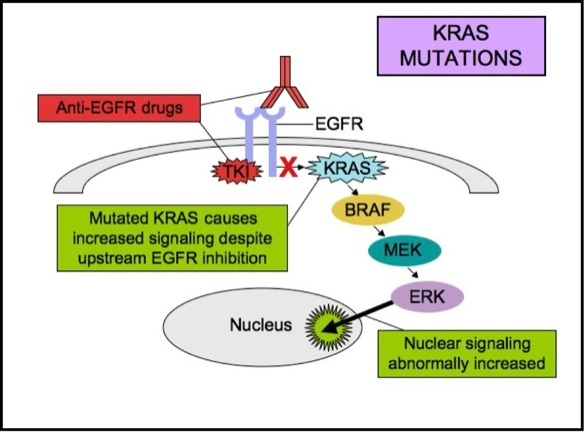 KRAS
MUTATIONS
Anti-EGFR drugs
EGFR
TKI
X
KRAS
Mutated KRAS causes
increased signaling despite
upstream EGFR inhibition
BRAF
MEK
ERK
Nucleus
Nuclear signaling
abnormally increased